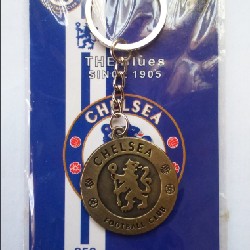 THE Blues
SINCE 1905
CHELSEA
CHELSEA
FOOTBALL CLUB